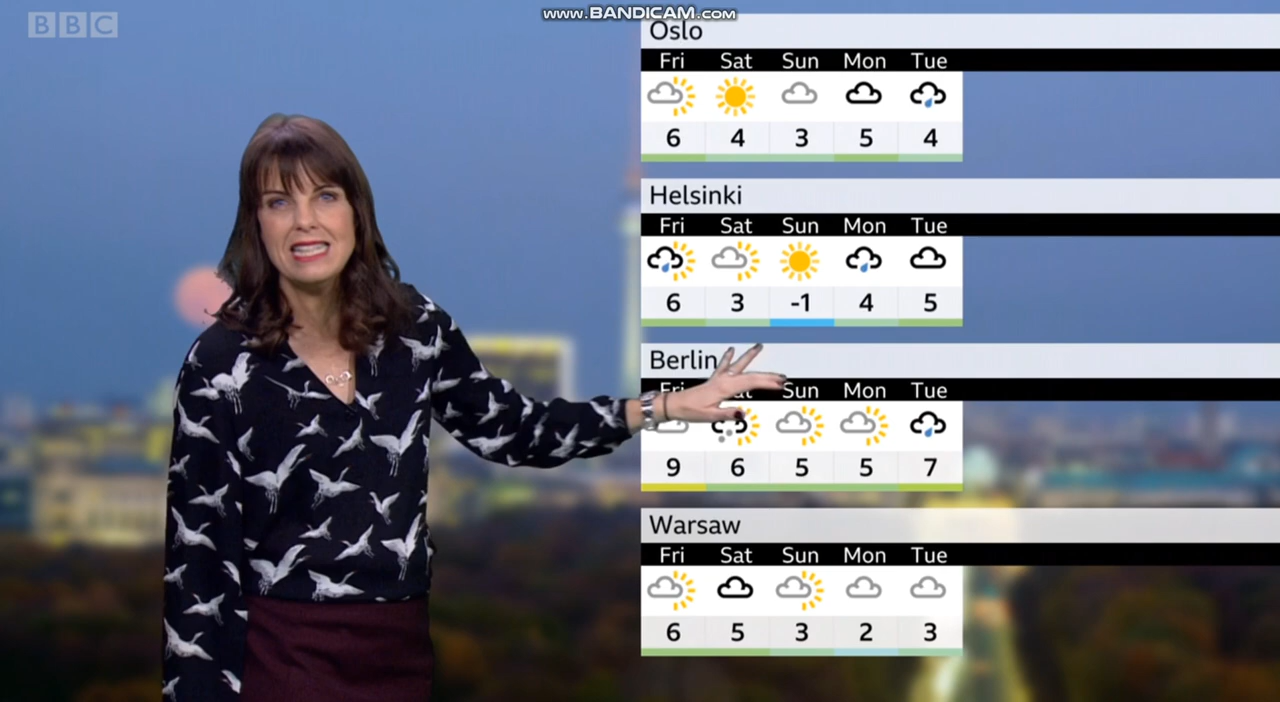 BBC
www.BANDICAM.com
Oslo
Fri Sat Sun Mon Tue
6 4 3 5 4
Helsinki
Fri Sat Sun Mon Tue
6 3 -1 4 5
Berlin
Fri Sat Sun Mon Tue
9 6 5 5 7
Warsaw
Fri Sat Sun Mon Tue
6 5 3 2 3